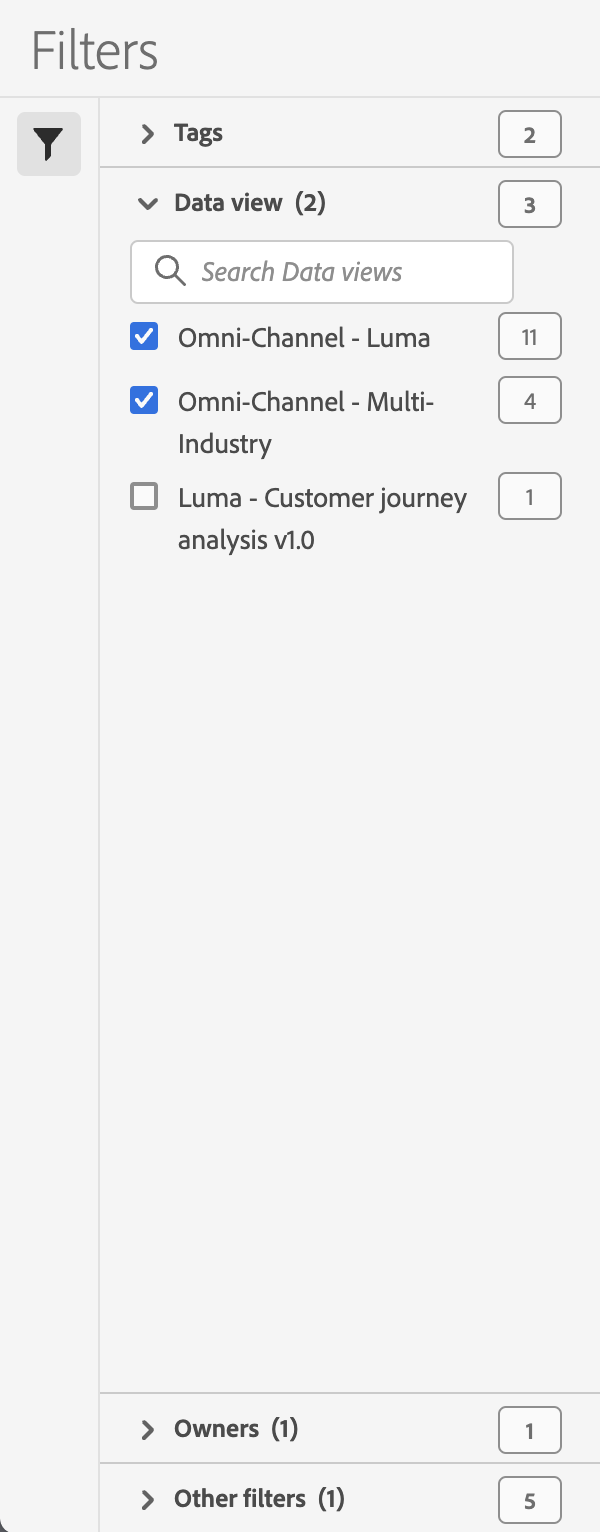 Filters
Tags 2
Data view (2) 3
Search Data views
Omni-Channel - Luma 11
Omni-Channel - Multi- 4
Industry
Luma - Customer journey 1
analysis v1.0
Owners (1) 1
Other filters (1) 5